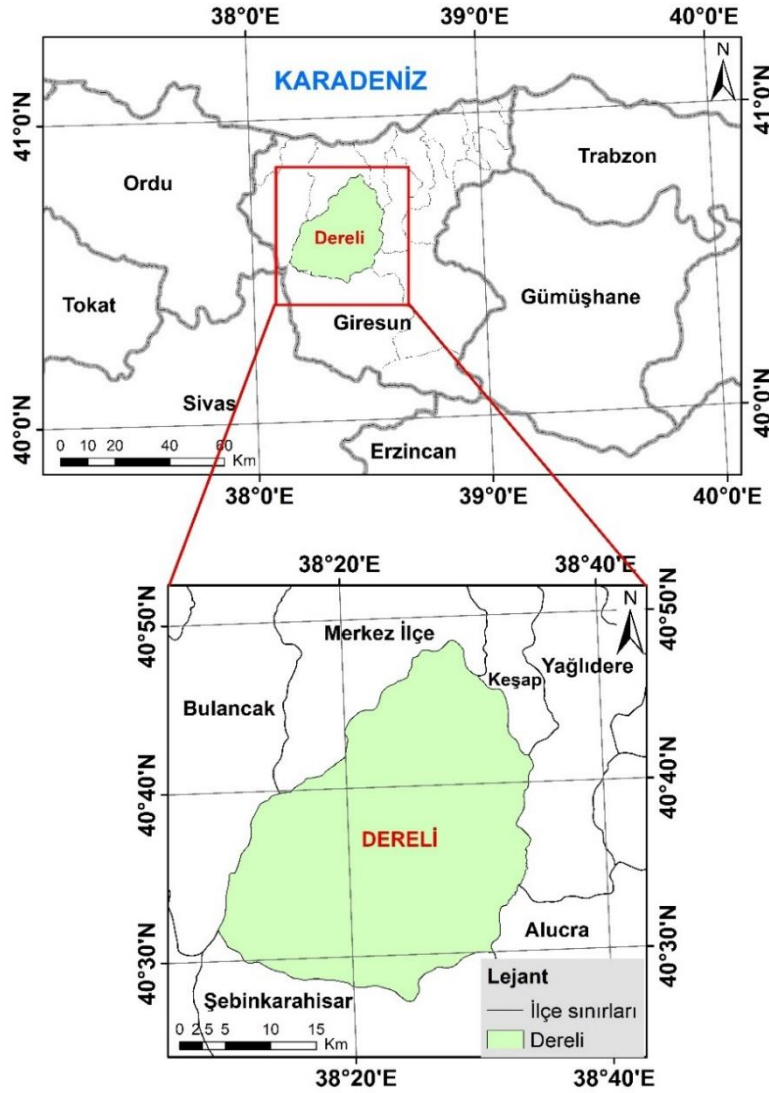 38°0'E 39°0'E 40°0'E
N
KARADENİZ
41°0'N
41°0'N
Trabzon
Ordu
Dereli
Tokat
Gümüşhane
Giresun
Sivas
40°0'N
40°0'N
Erzincan
0 10 20 40 60
Km
38°0'E 39°0'E 40°0'E
38°20'E 38°40'E
N
40°50'N
40°50'N
Merkez İlçe
Keşap
Yağlıdere
Bulancak
40°40'N
40°40'N
DERELİ
Alucra
40°30'N
40°30'N
Şebinkarahisar
0 2,5 5 10 15
Km
Lejant
İlçe sınırları
Dereli
38°20'E 38°40'E